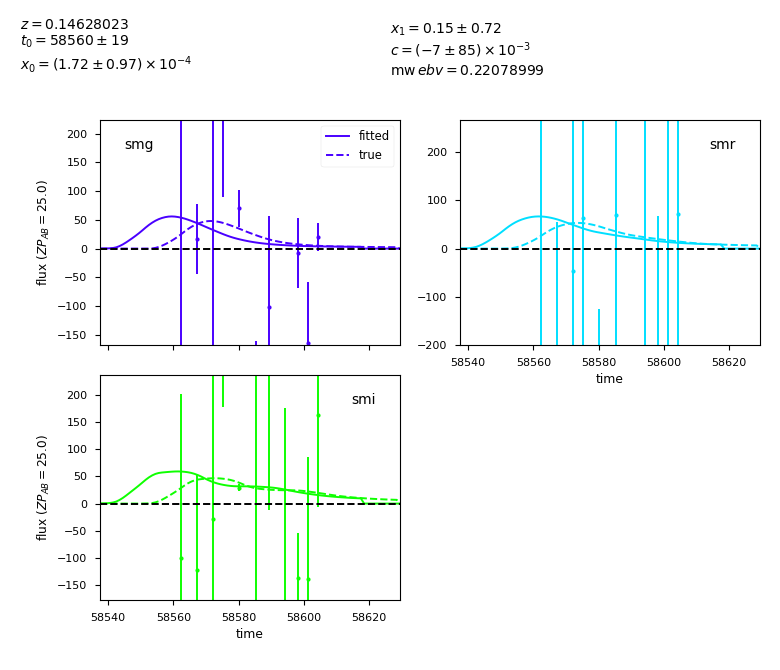 z = 0.14628023
t₀ = 58560 ± 19
x₀ = (1.72 ± 0.97) × 10⁻⁴
x₁ = 0.15 ± 0.72
c = (−7 ± 85) × 10⁻³
mw ebv = 0.22078999
smg
fitted
true
200
150
100
50
0
−50
−100
−150
flux (ZP_AB = 25.0)
smr
200
100
0
−100
−200
58540 58560 58580 58600 58620
time
smi
200
150
100
50
0
−50
−100
−150
flux (ZP_AB = 25.0)
58540 58560 58580 58600 58620
time